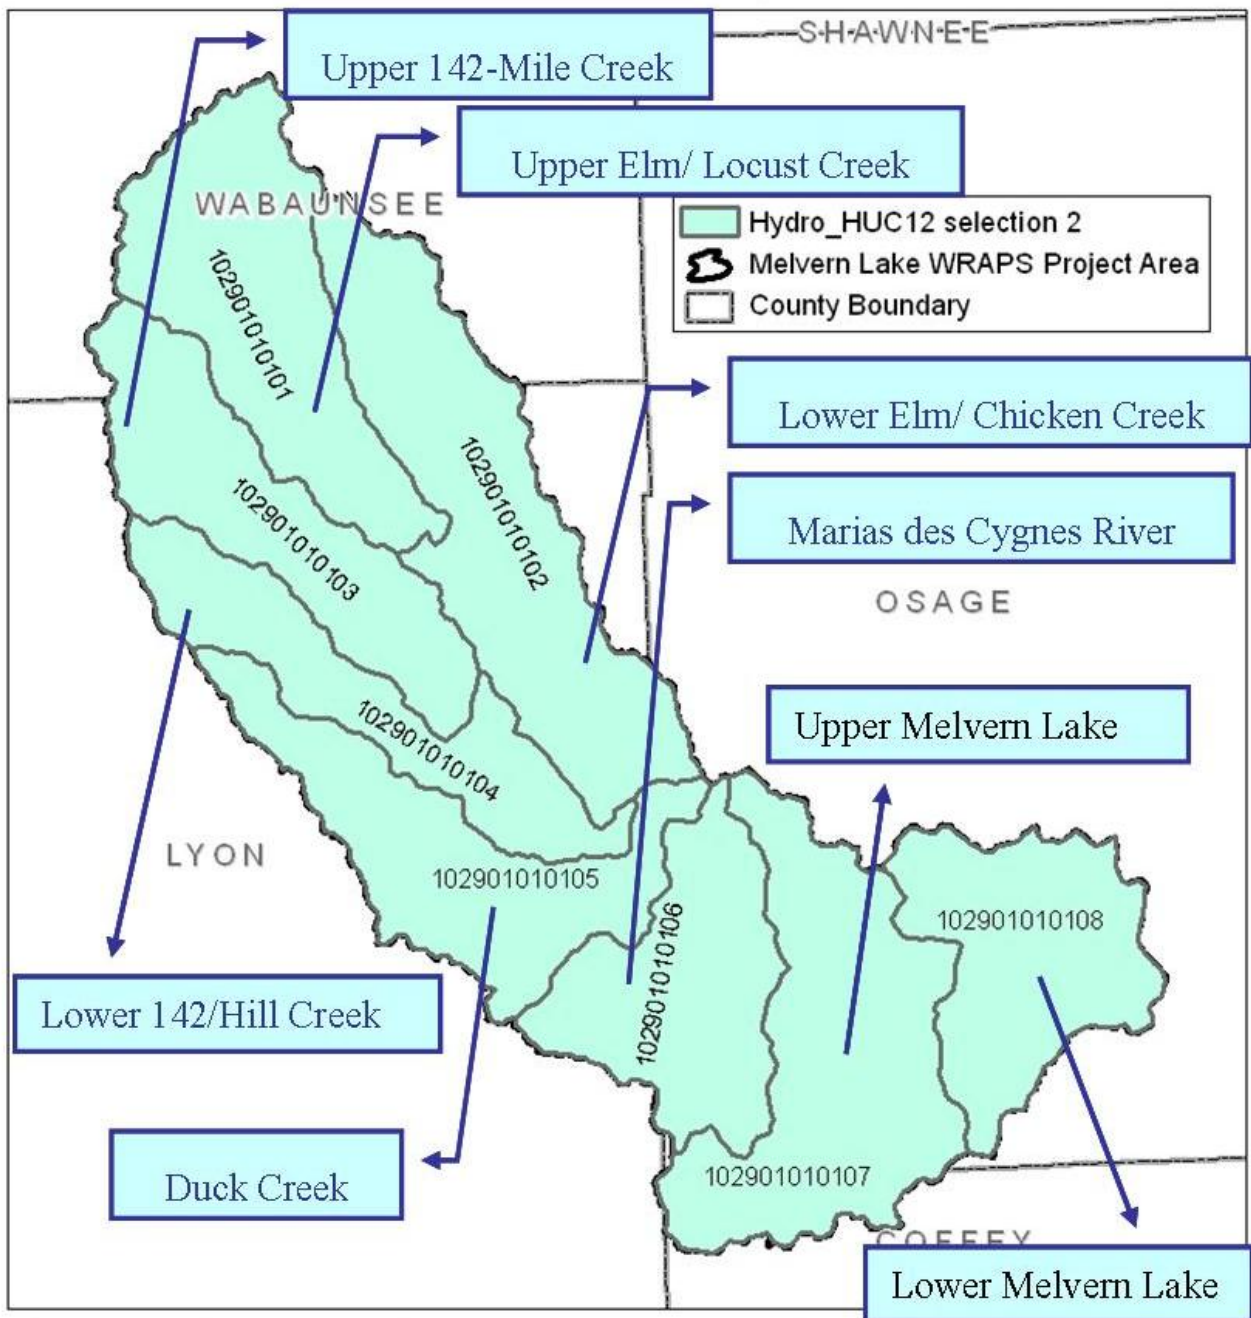 SHAWNEE
Upper 142-Mile Creek
Upper Elm/ Locust Creek
WABAUNSEE
Hydro_HUC12 selection 2
Melvern Lake WRAPS Project Area
County Boundary
102901010101
Lower Elm/ Chicken Creek
102901010102
102901010103
Marias des Cygnes River
OSAGE
Upper Melvern Lake
102901010104
LYON
102901010105
102901010106
102901010108
Lower 142/Hill Creek
Duck Creek
102901010107
COFFEY
Lower Melvern Lake